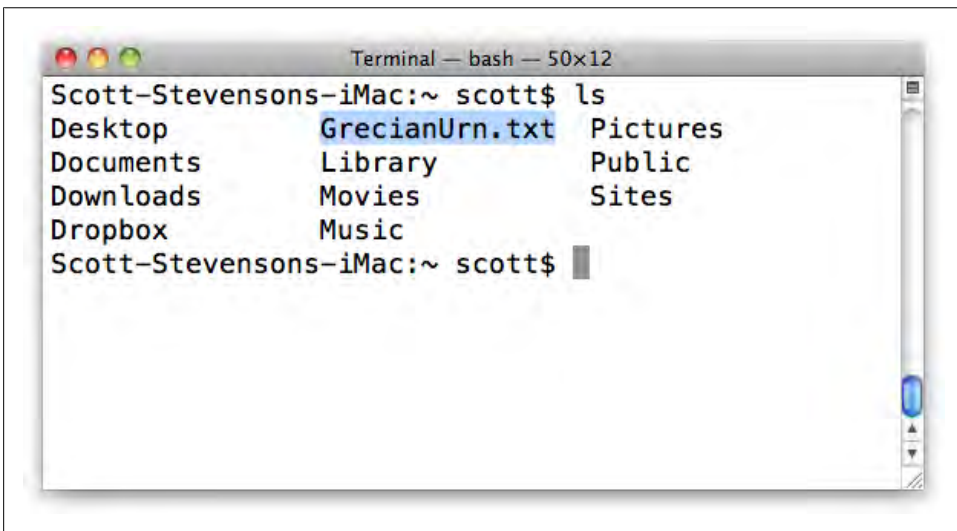 Terminal — bash — 50×12
Scott-Stevensons-iMac:~ scott$ ls
Desktop GrecianUrn.txt Pictures
Documents Library Public
Downloads Movies Sites
Dropbox Music
Scott-Stevensons-iMac:~ scott$